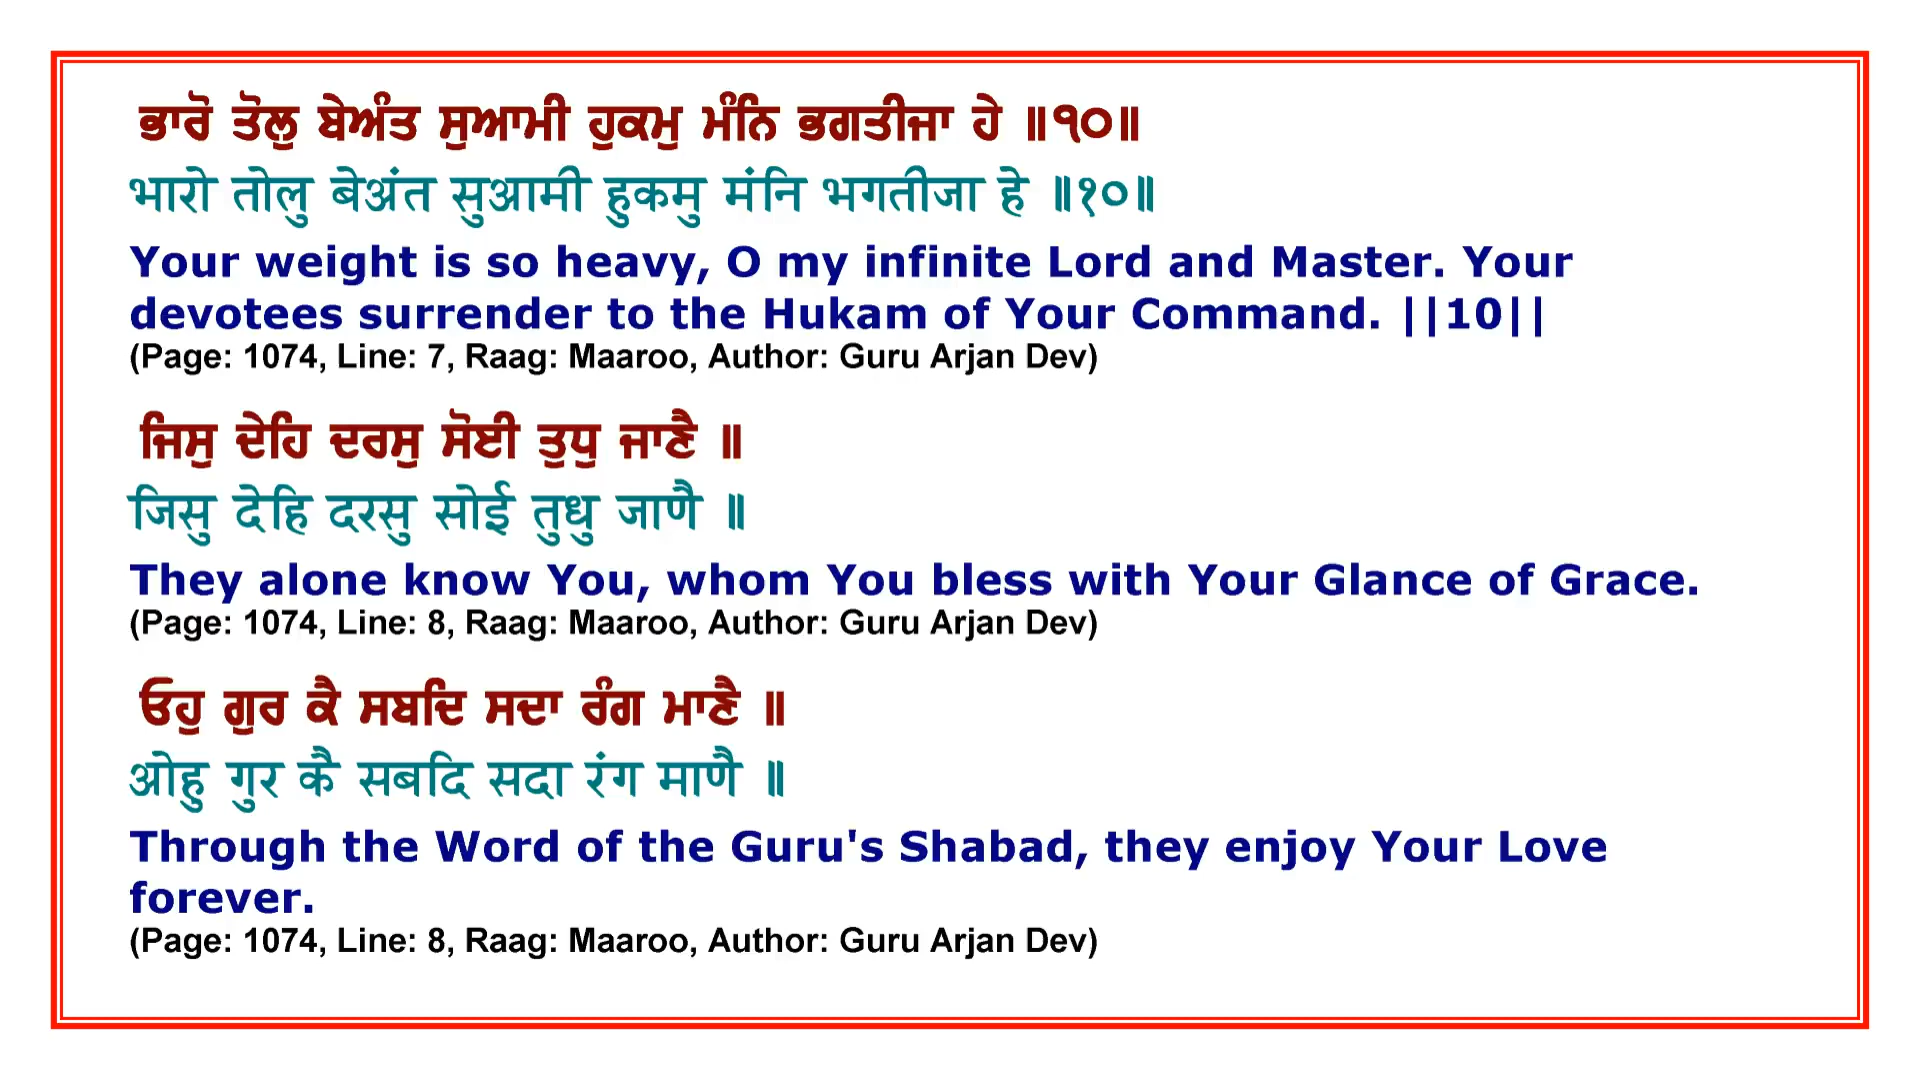 ਭਾਰੋ ਤੋਲੁ ਬੇਅੰਤ ਸੁਆਮੀ ਹੁਕਮੁ ਮੰਨਿ ਭਗਤੀਜਾ ਹੇ ॥੧੦॥
भारो तोलु बेअंत सुआमी हुकमु मंनि भगतीजा हे ॥१०॥
Your weight is so heavy, O my infinite Lord and Master. Your
devotees surrender to the Hukam of Your Command. ||10||
(Page: 1074, Line: 7, Raag: Maaroo, Author: Guru Arjan Dev)
ਜਿਸੁ ਦੇਹਿ ਦਰਸੁ ਸੋਈ ਤੁਧੁ ਜਾਣੈ ॥
जिसु देहि दरसु सोई तुधु जाणै ॥
They alone know You, whom You bless with Your Glance of Grace.
(Page: 1074, Line: 8, Raag: Maaroo, Author: Guru Arjan Dev)
ਓਹੁ ਗੁਰ ਕੈ ਸਬਦਿ ਸਦਾ ਰੰਗ ਮਾਣੈ ॥
ओहु गुर कै सबदि सदा रंग माणै ॥
Through the Word of the Guru's Shabad, they enjoy Your Love
forever.
(Page: 1074, Line: 8, Raag: Maaroo, Author: Guru Arjan Dev)